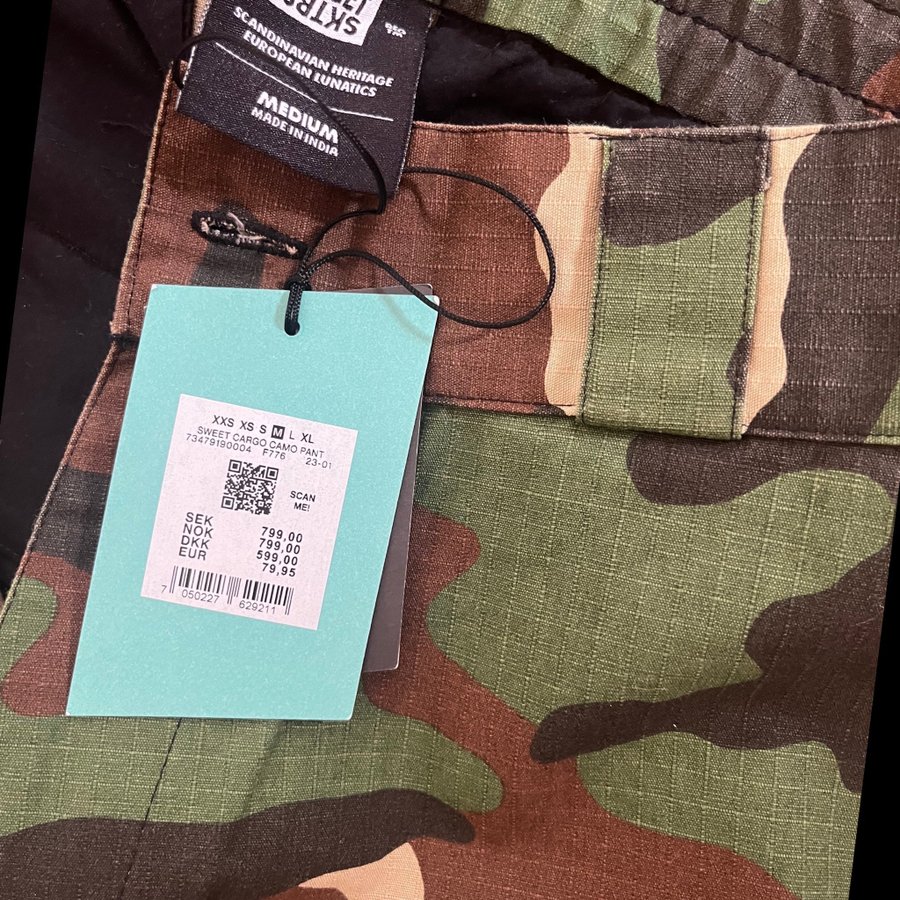 SCANDINAVIAN HERITAGE
EUROPEAN LUNATICS
MEDIUM
MADE IN INDIA
XXS XS S M L XL
SWEET CARGO CAMO PANT
73479190004 F776 23-01
SCAN
ME!
SEK 799,00
NOK 799,00
DKK 599,00
EUR 79,95
7 050227 629211